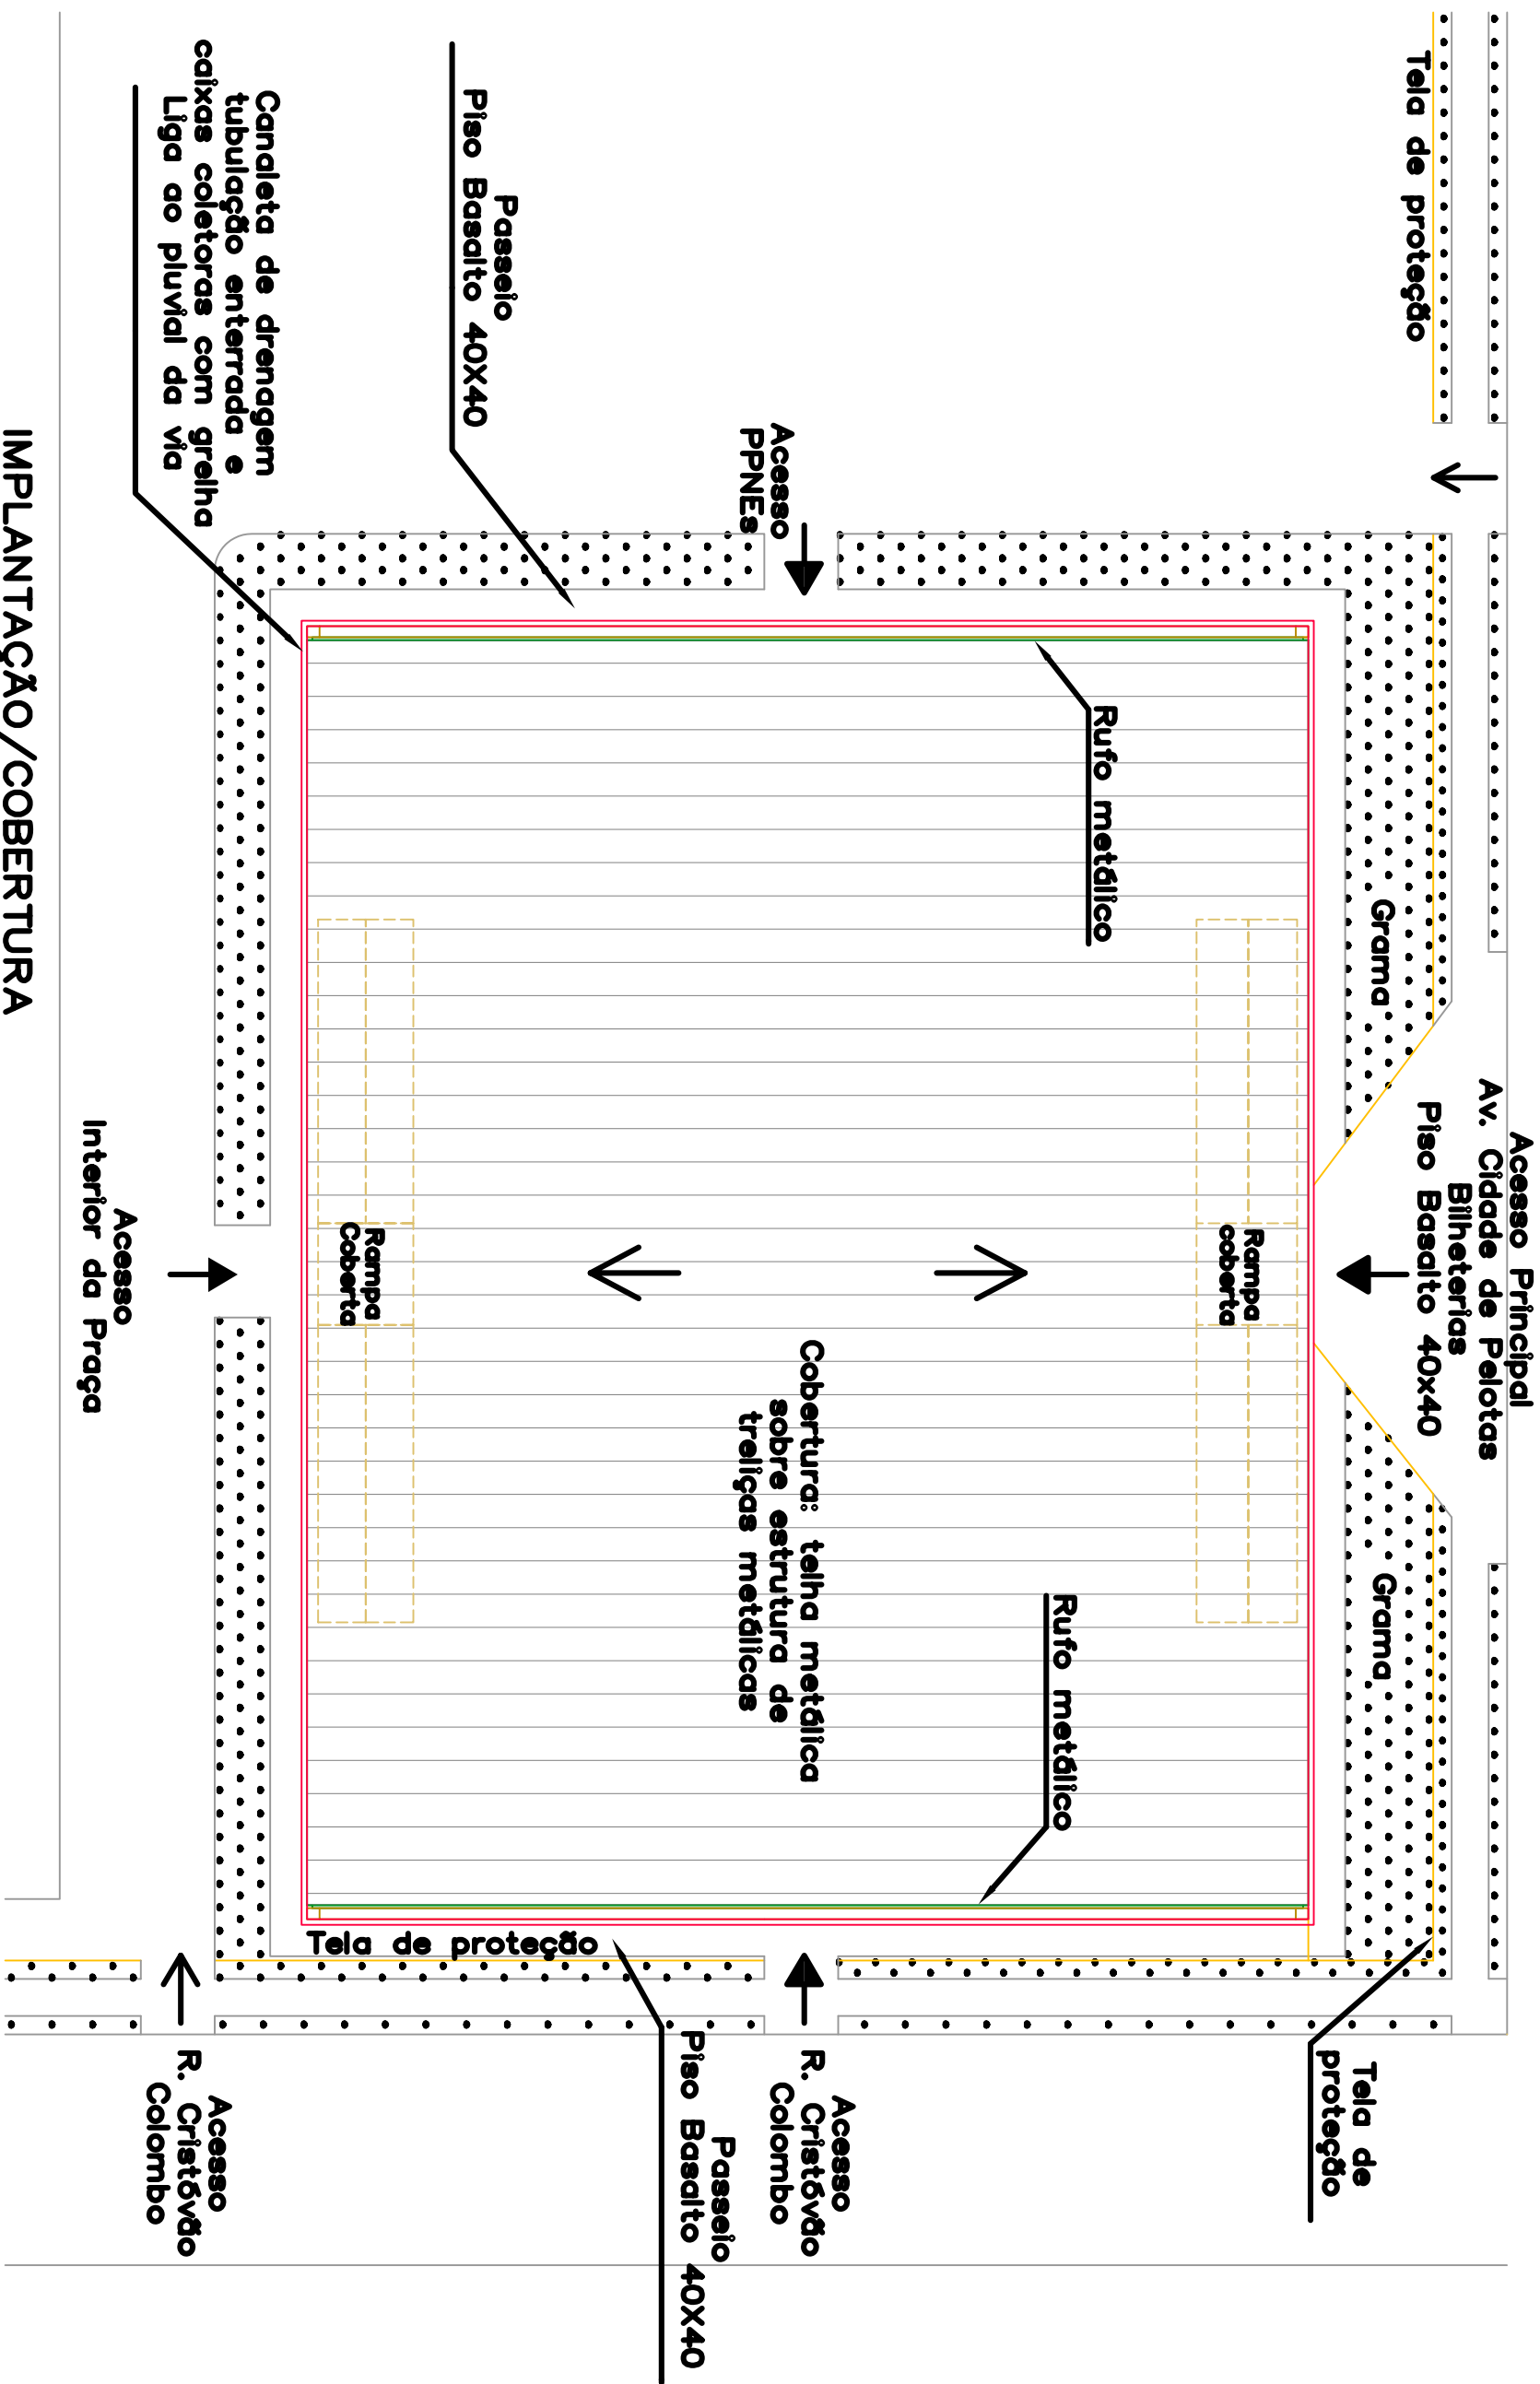 Tela de proteção
Acesso Principal
Av. Cidade de Pelotas
Bilheterias
Piso Basalto 40x40
Grama
Grama
Tela de
proteção
Rampa
coberta
Rufo metálico
Rufo metálico
Acesso
PPNEs
Cobertura: telha metálica
sobre estrutura de
treliças metálicas
Acesso
R. Cristóvão
Colombo
Passeio
Piso Basalto 40X40
Passeio
Piso Basalto 40X40
Tela de proteção
Rampa
Coberta
Canaleta de drenagem
tubulação enterrada e
caixas coletoras com grelha
Liga ao pluvial da via
Acesso
R. Cristóvão
Colombo
Acesso
Interior da Praça
IMPLANTAÇÃO/COBERTURA